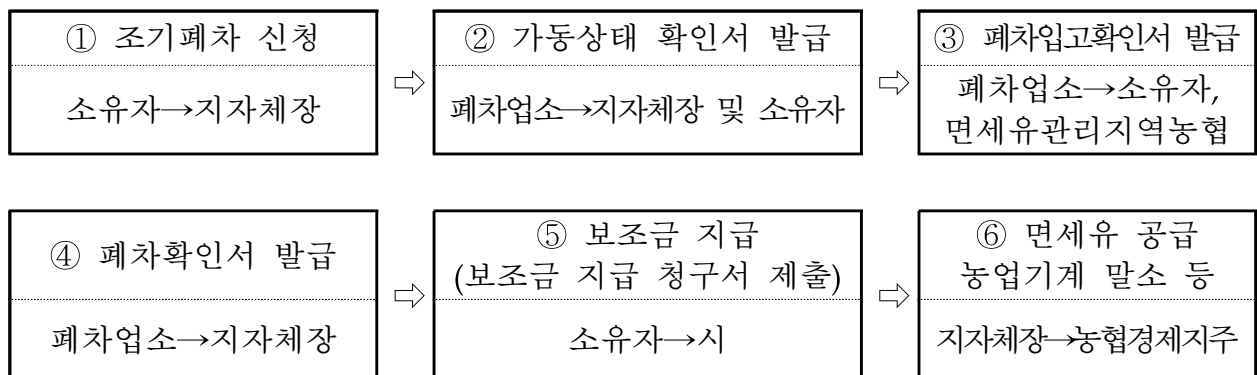 ① 조기폐차 신청
소유자→지자체장
⇨
② 가동상태 확인서 발급
폐차업소→지자체장 및 소유자
⇨
③ 폐차입고확인서 발급
폐차업소→소유자,
면세유관리지역농협
④ 폐차확인서 발급
폐차업소→지자체장
⇨
⑤ 보조금 지급
(보조금 지급 청구서 제출)
소유자→시
⇨
⑥ 면세유 공급
농업기계 말소 등
지자체장→농협경제지주